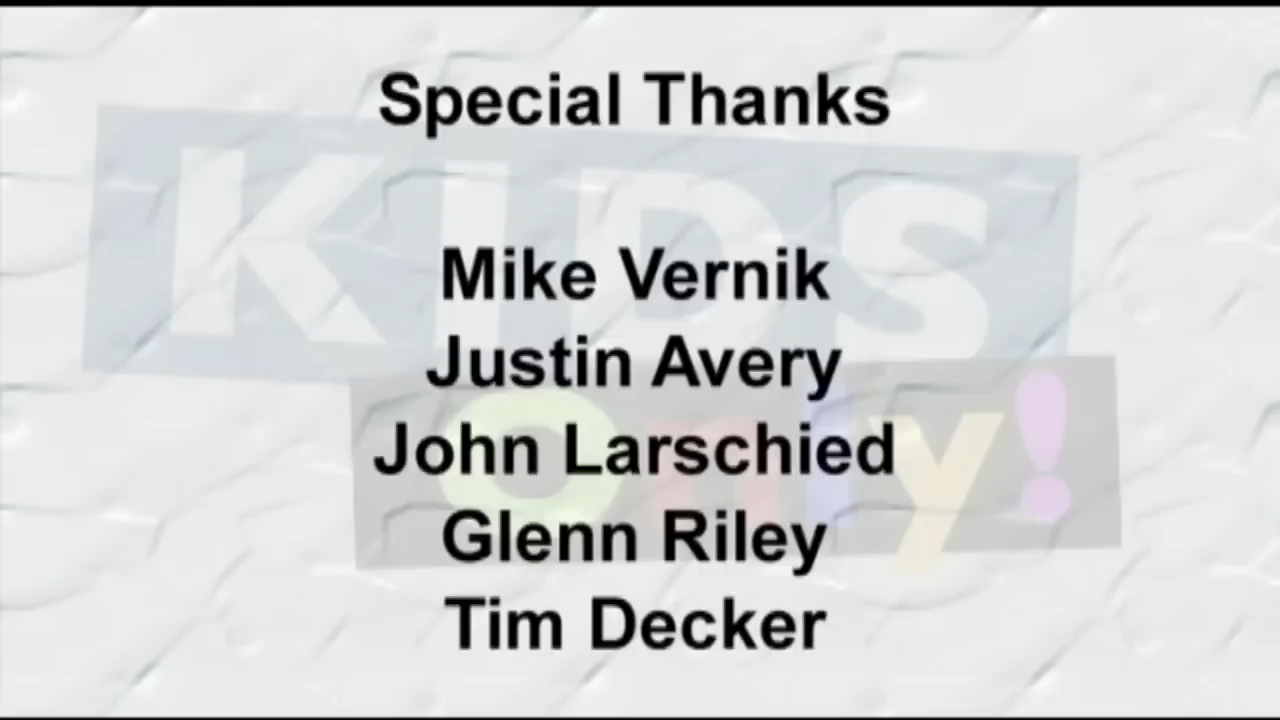 Special Thanks
KIDS
only!
Mike Vernik
Justin Avery
John Larschied
Glenn Riley
Tim Decker